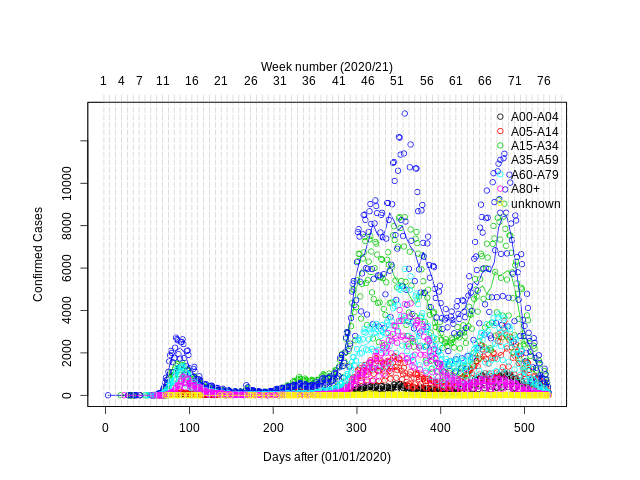 Week number (2020/21)
1 4 7 11 16 21 26 31 36 41 46 51 56 61 66 71 76
A00-A04
A05-A14
A15-A34
A35-A59
A60-A79
A80+
unknown
Confirmed Cases
0 2000 4000 6000 8000 10000
0 100 200 300 400 500
Days after (01/01/2020)